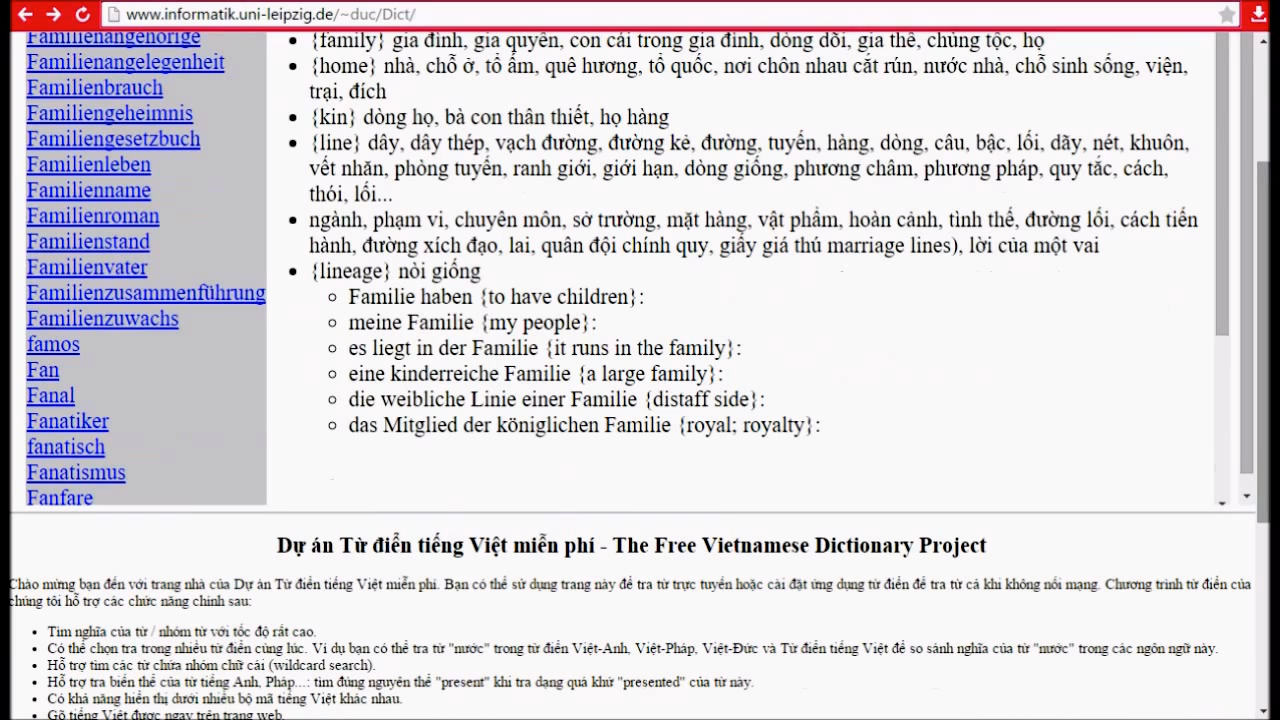 www.informatik.uni-leipzig.de/~duc/Dict/
Familienangehörige
Familienangelegenheit
Familienbrauch
Familiengeheimnis
Familiengesetzbuch
Familienleben
Familienname
Familienroman
Familienstand
Familienvater
Familienzusammenführung
Familienzuwachs
famos
Fan
Fanal
Fanatiker
fanatisch
Fanatismus
Fanfare
{family} gia đình, gia quyến, con cái trong gia đình, dòng dõi, gia thế, chủng tộc, họ
{home} nhà, chỗ ở, tổ ấm, quê hương, tổ quốc, nơi chôn nhau cắt rún, nước nhà, chỗ sinh sống, viện,
trại, đích
{kin} dòng họ, bà con thân thiết, họ hàng
{line} dây, dây thép, vạch đường, đường kẻ, đường, tuyến, hàng, dòng, câu, bậc, lối, dãy, nét, khuôn,
vết nhăn, phòng tuyến, ranh giới, giới hạn, dòng giống, phương châm, phương pháp, quy tắc, cách,
thói, lối...
ngành, phạm vi, chuyên môn, sở trường, mặt hàng, vật phẩm, hoàn cảnh, tình thế, đường lối, cách tiến
hành, đường xích đạo, lai, quân đội chính quy, giấy giá thú marriage lines), lời của một vai
{lineage} nòi giống
Familie haben {to have children}:
meine Familie {my people}:
es liegt in der Familie {it runs in the family}:
eine kinderreiche Familie {a large family}:
die weibliche Linie einer Familie {distaff side}:
das Mitglied der königlichen Familie {royal; royalty}:
Dự án Từ điển tiếng Việt miễn phí - The Free Vietnamese Dictionary Project
Chào mừng bạn đến với trang nhà của Dự án Từ điển tiếng Việt miễn phí. Bạn có thể sử dụng trang này để tra từ trực tuyến hoặc cài đặt ứng dụng từ điển để tra từ cả khi không nối mạng. Chương trình từ điển của
chúng tôi hỗ trợ các chức năng chính sau:
Tìm nghĩa của từ / nhóm từ với tốc độ rất cao.
Có thể chọn tra trong nhiều từ điển cùng lúc. Ví dụ bạn có thể tra từ "nước" trong từ điển Việt-Anh, Việt-Pháp, Việt-Đức và Từ điển tiếng Việt để so sánh nghĩa của từ "nước" trong các ngôn ngữ này.
Hỗ trợ tìm các từ chứa nhóm chữ cái (wildcard search).
Hỗ trợ tra biến thể của từ tiếng Anh, Pháp...: tìm đúng nguyên thể "present" khi tra dạng quá khứ "presented" của từ này.
Có khả năng hiển thị dưới nhiều bộ mã tiếng Việt khác nhau.
Gõ tiếng Việt được ngay trên trang web.